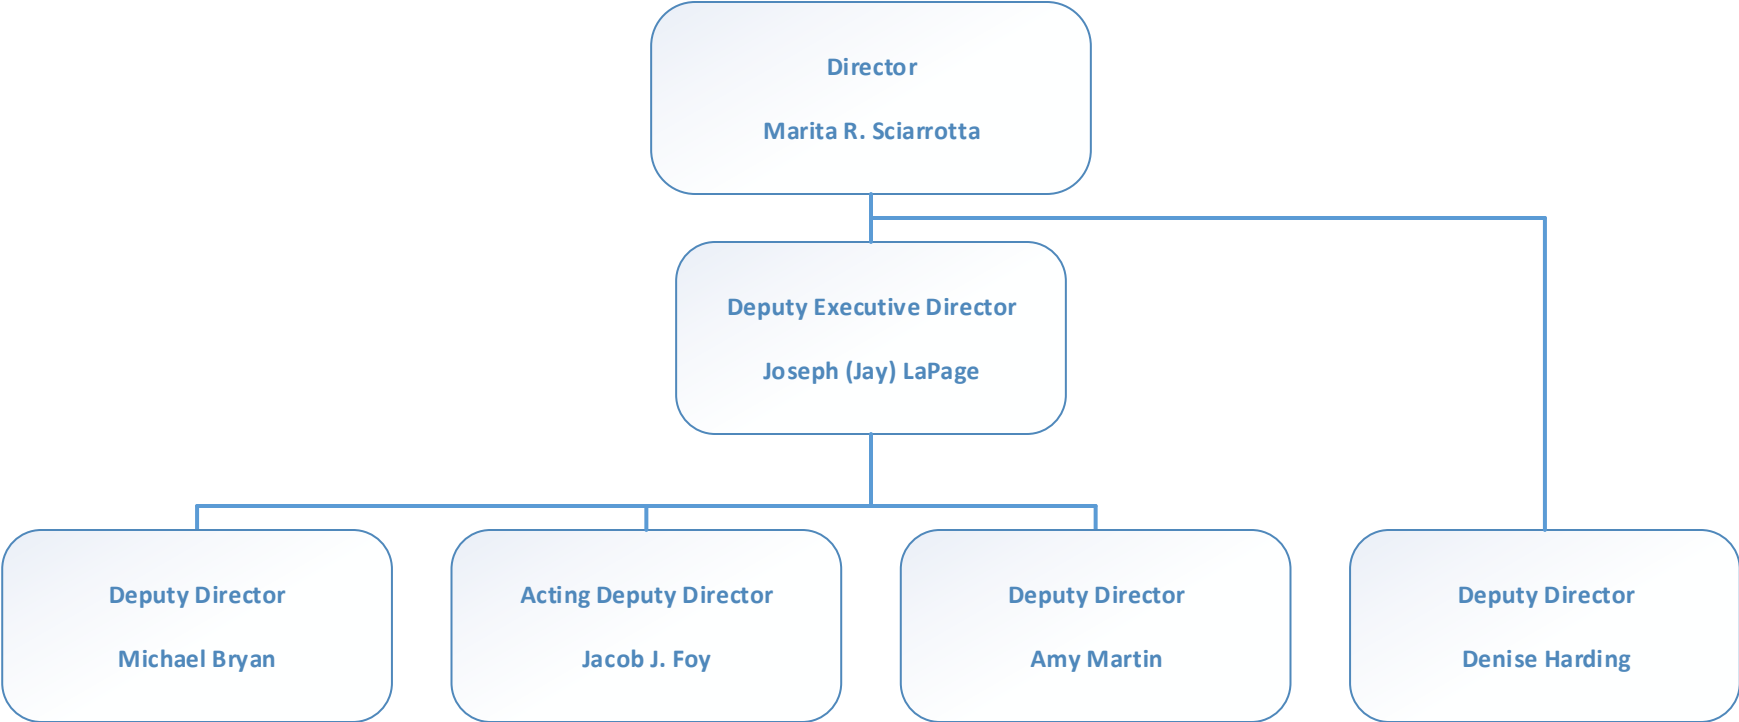 Director
Marita R. Sciarrotta
Deputy Executive Director
Joseph (Jay) LaPage
Deputy Director
Michael Bryan
Acting Deputy Director
Jacob J. Foy
Deputy Director
Amy Martin
Deputy Director
Denise Harding